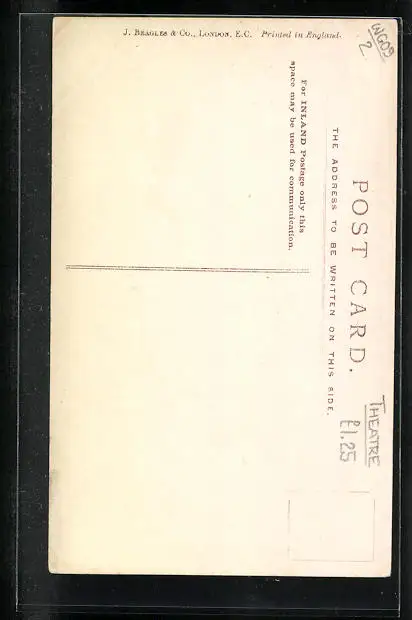 J. BEAGLES & CO., LONDON, E.C. Printed in England.
WG09
2
POST CARD.
THE ADDRESS TO BE WRITTEN ON THIS SIDE.
For INLAND Postage only this
space may be used for communication.
THEATRE
£1.25